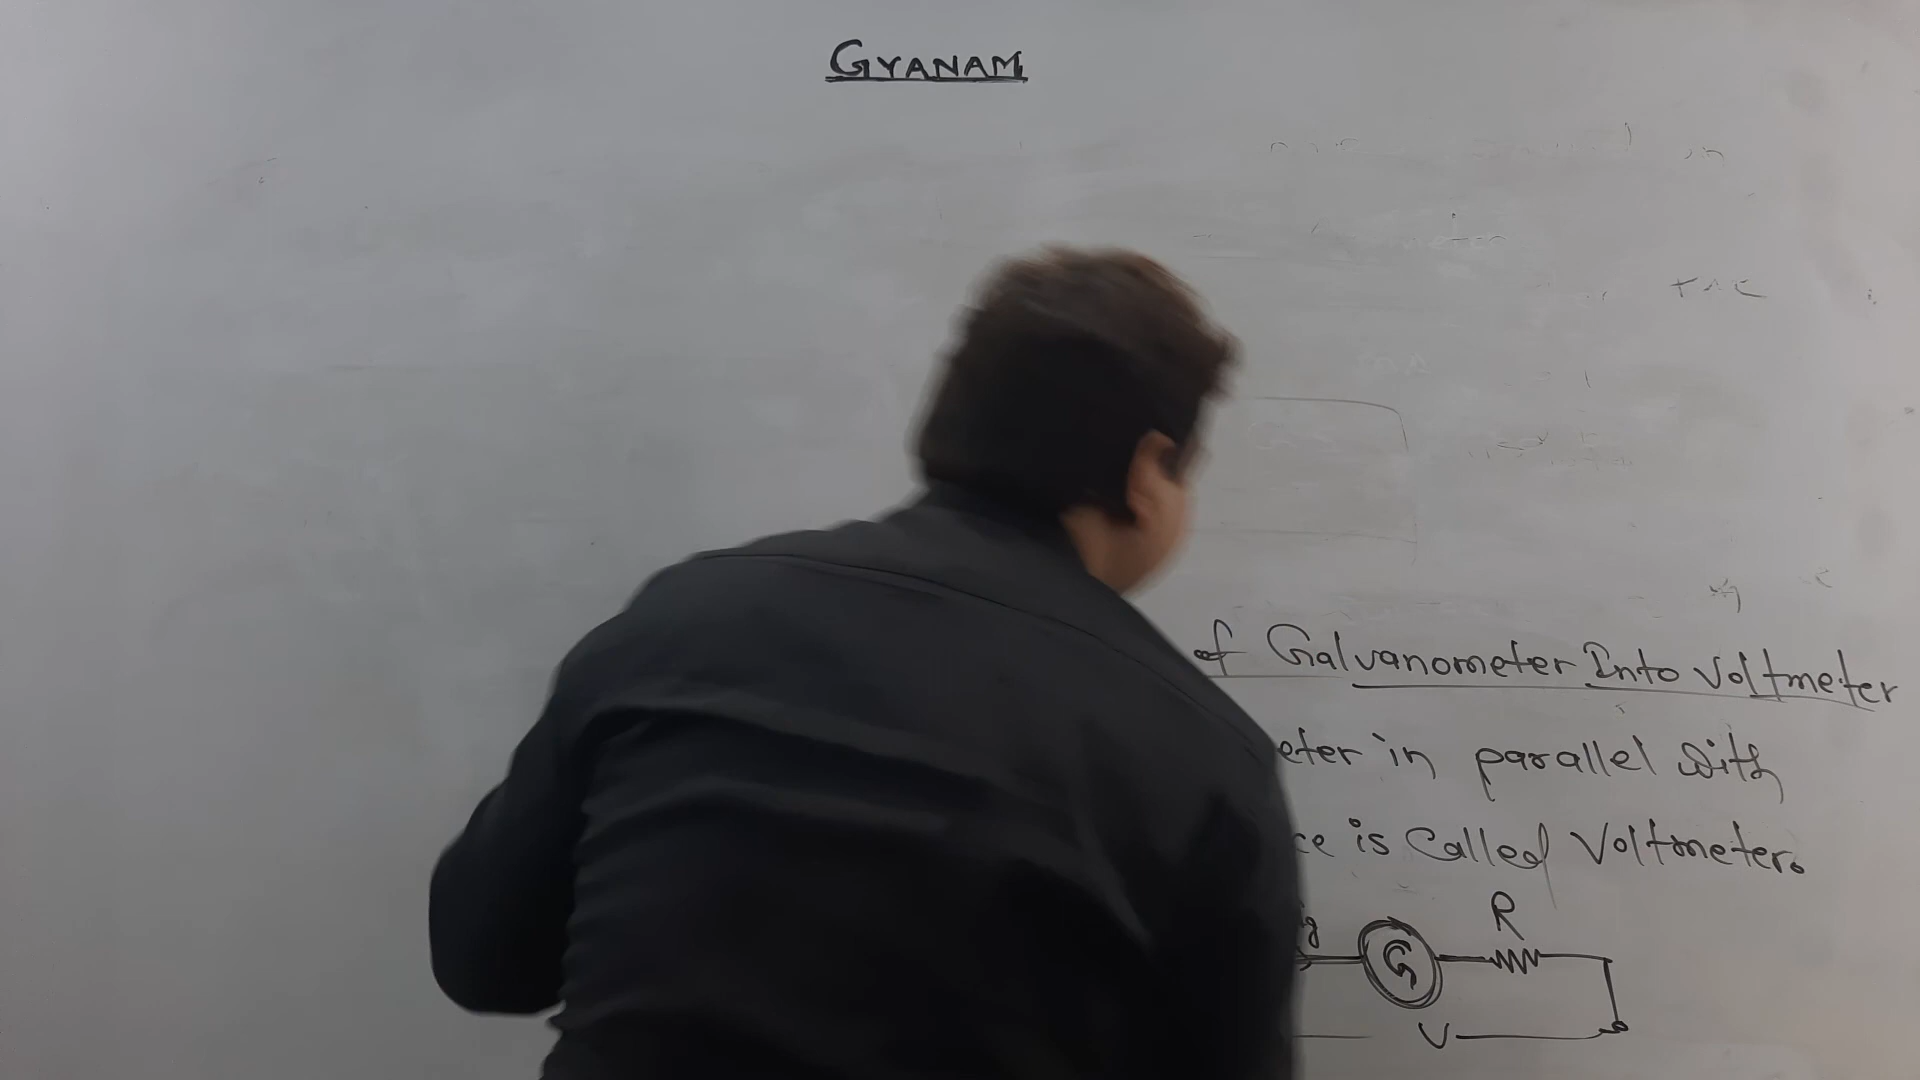 GYANAM
of Galvanometer Into Voltmeter
eter in parallel with
ce is Called Voltmeter.
R
g
G
V